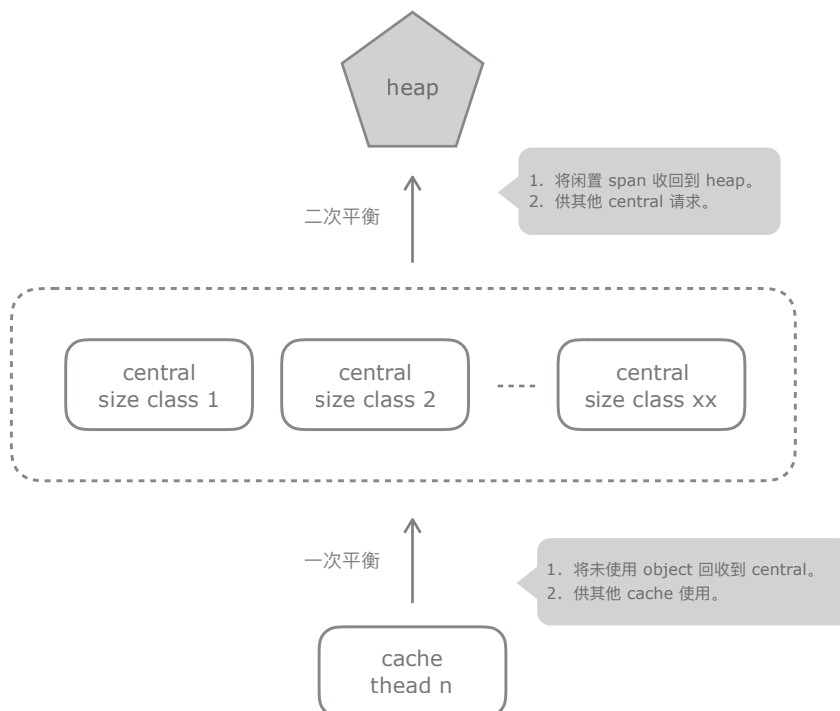 heap
1. 将闲置 span 收回到 heap。
2. 供其他 central 请求。
二次平衡
central
size class 1
central
size class 2
central
size class xx
一次平衡
1. 将未使用 object 回收到 central。
2. 供其他 cache 使用。
cache
thead n